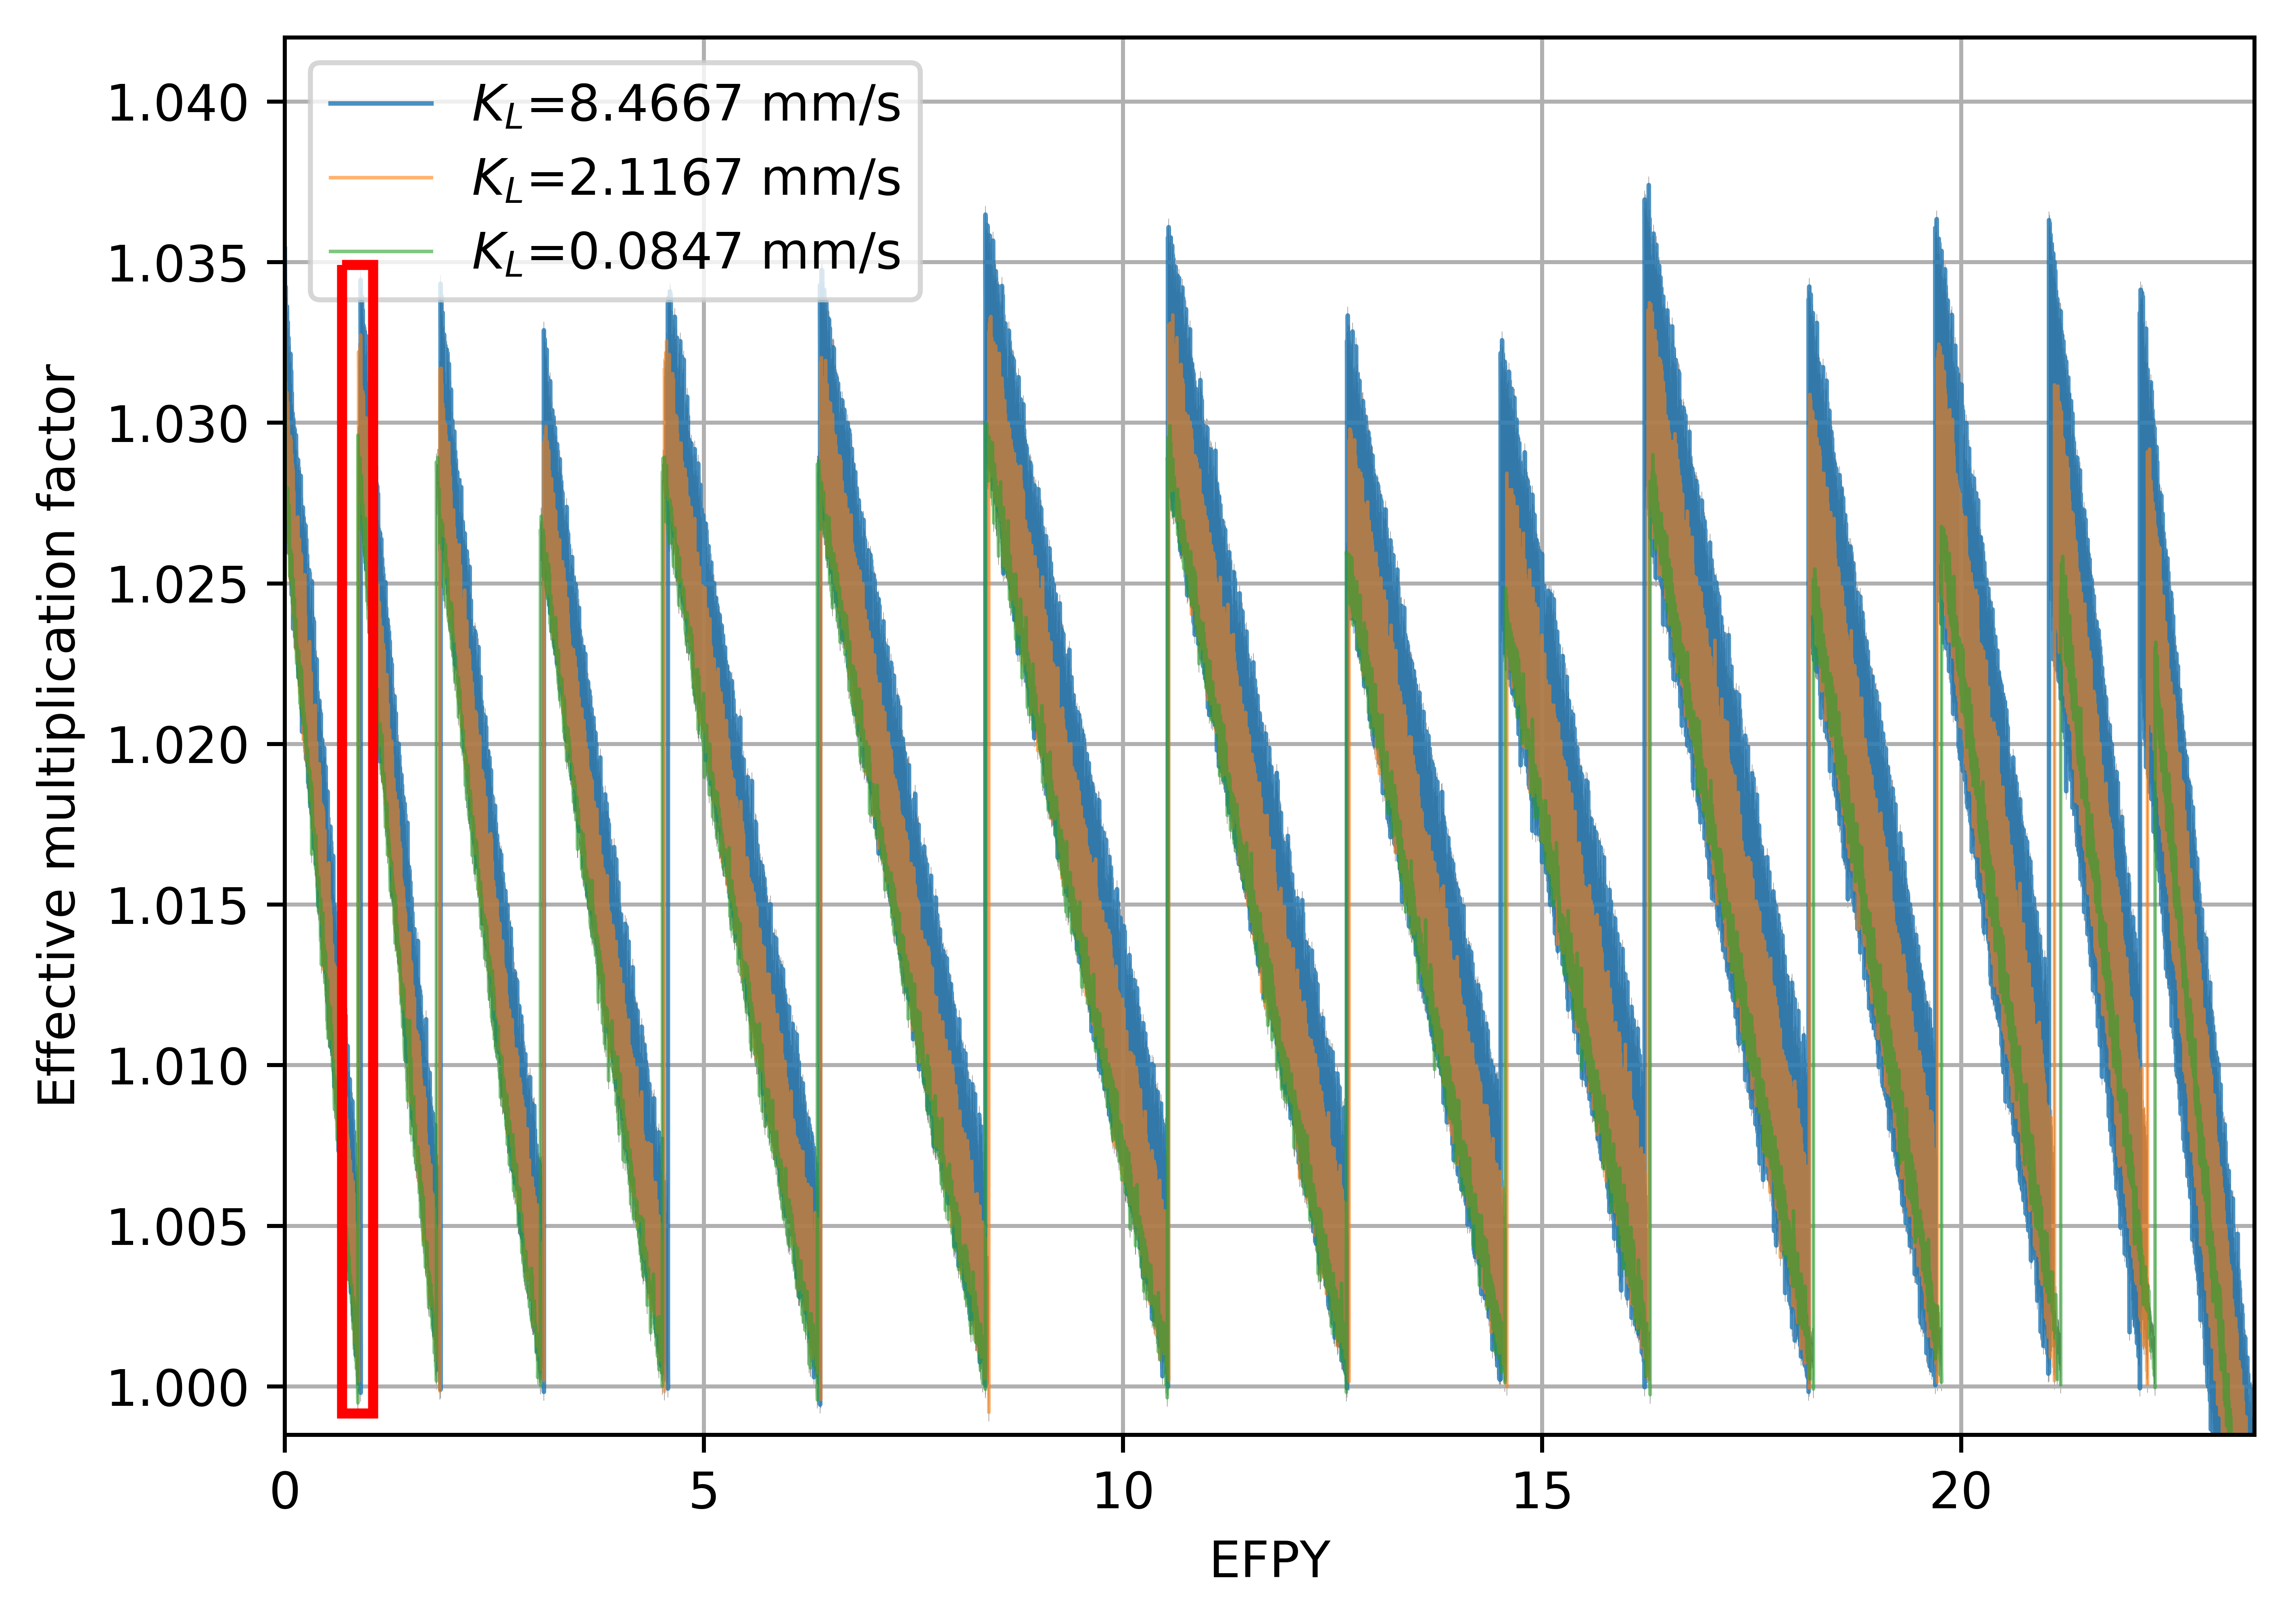 K_L=8.4667 mm/s
K_L=2.1167 mm/s
K_L=0.0847 mm/s
Effective multiplication factor
1.040
1.035
1.030
1.025
1.020
1.015
1.010
1.005
1.000
0 5 10 15 20
EFPY